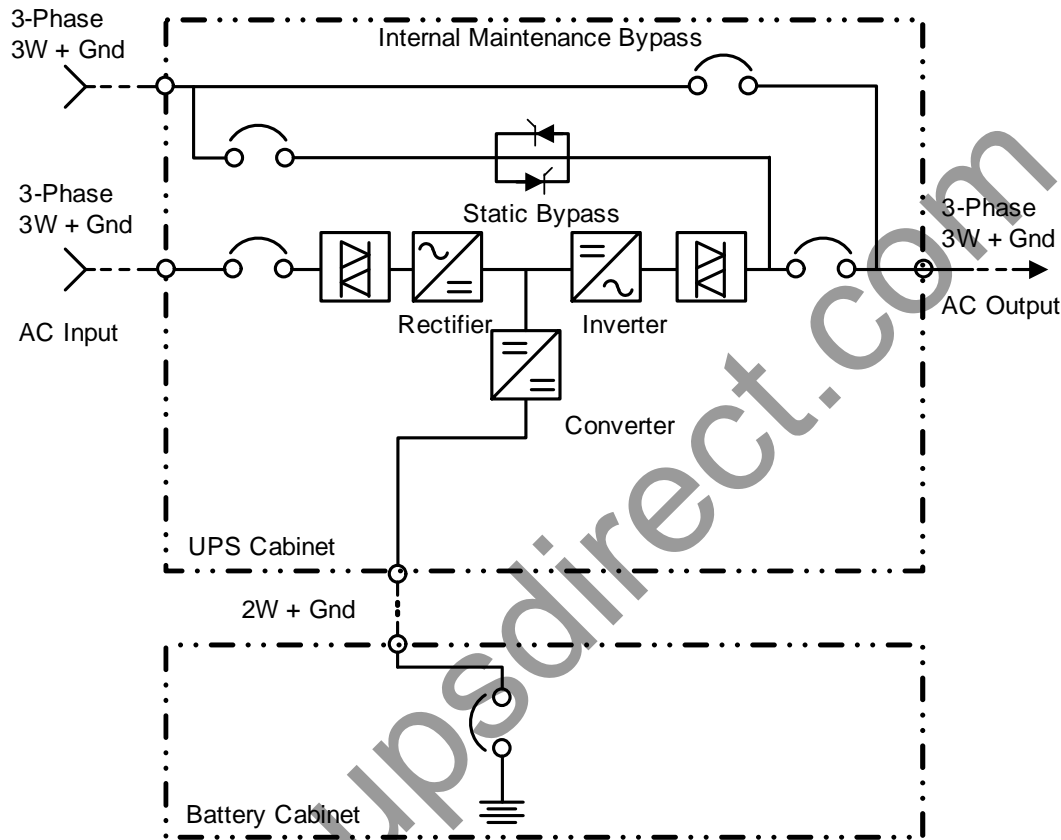 3-Phase
3W + Gnd
Internal Maintenance Bypass
3-Phase
3W + Gnd
Static Bypass
3-Phase
3W + Gnd
AC Input
Rectifier
Inverter
AC Output
Converter
UPS Cabinet
2W + Gnd
Battery Cabinet
upsdirect.com